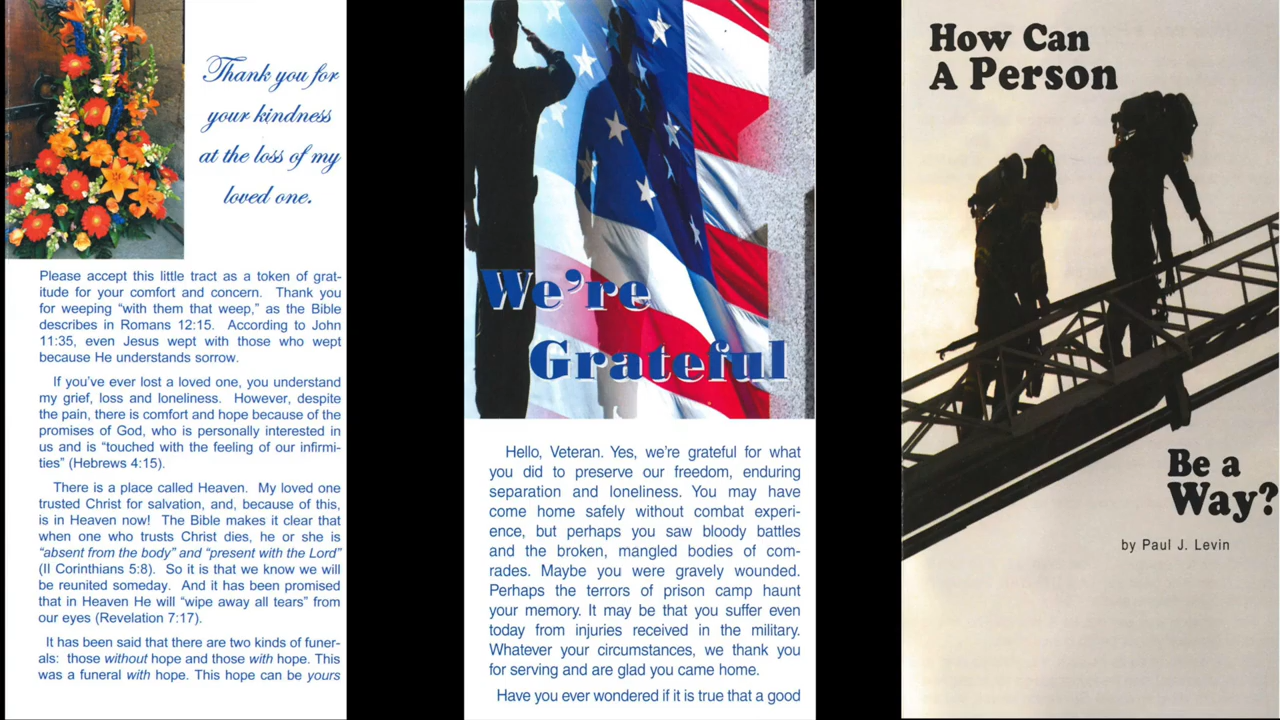 Thank you for
your kindness
at the loss of my
loved one.
Please accept this little tract as a token of grat-
itude for your comfort and concern. Thank you
for weeping “with them that weep,” as the Bible
describes in Romans 12:15. According to John
11:35, even Jesus wept with those who wept
because He understands sorrow.
If you’ve ever lost a loved one, you understand
my grief, loss and loneliness. However, despite
the pain, there is comfort and hope because of the
promises of God, who is personally interested in
us and is “touched with the feeling of our infirmi-
ties” (Hebrews 4:15).
There is a place called Heaven. My loved one
trusted Christ for salvation, and, because of this,
is in Heaven now! The Bible makes it clear that
when one who trusts Christ dies, he or she is
“absent from the body” and “present with the Lord”
(II Corinthians 5:8). So it is that we know we will
be reunited someday. And it has been promised
that in Heaven He will “wipe away all tears” from
our eyes (Revelation 7:17).
It has been said that there are two kinds of funer-
als: those without hope and those with hope. This
was a funeral with hope. This hope can be yours
We’re
Grateful
Hello, Veteran. Yes, we’re grateful for what
you did to preserve our freedom, enduring
separation and loneliness. You may have
come home safely without combat experi-
ence, but perhaps you saw bloody battles
and the broken, mangled bodies of com-
rades. Maybe you were gravely wounded.
Perhaps the terrors of prison camp haunt
your memory. It may be that you suffer even
today from injuries received in the military.
Whatever your circumstances, we thank you
for serving and are glad you came home.
Have you ever wondered if it is true that a good
How Can
A Person
Be a
Way?
by Paul J. Levin